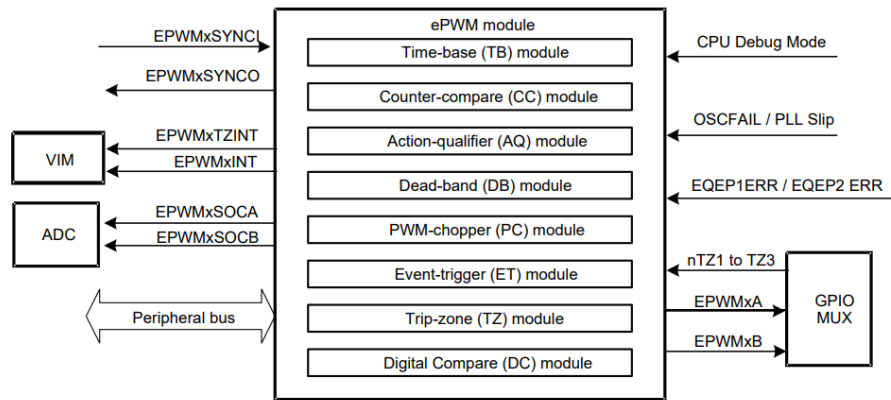 ePWM module
EPWMxSYNCI
Time-base (TB) module
CPU Debug Mode
EPWMxSYNCO
Counter-compare (CC) module
OSCFAIL / PLL Slip
EPWMxTZINT
Action-qualifier (AQ) module
VIM
EPWMxINT
Dead-band (DB) module
EQEP1ERR / EQEP2 ERR
EPWMxSOCA
ADC
PWM-chopper (PC) module
EPWMxSOCB
nTZ1 to TZ3
Event-trigger (ET) module
EPWMxA
GPIO
MUX
Peripheral bus
Trip-zone (TZ) module
EPWMxB
Digital Compare (DC) module